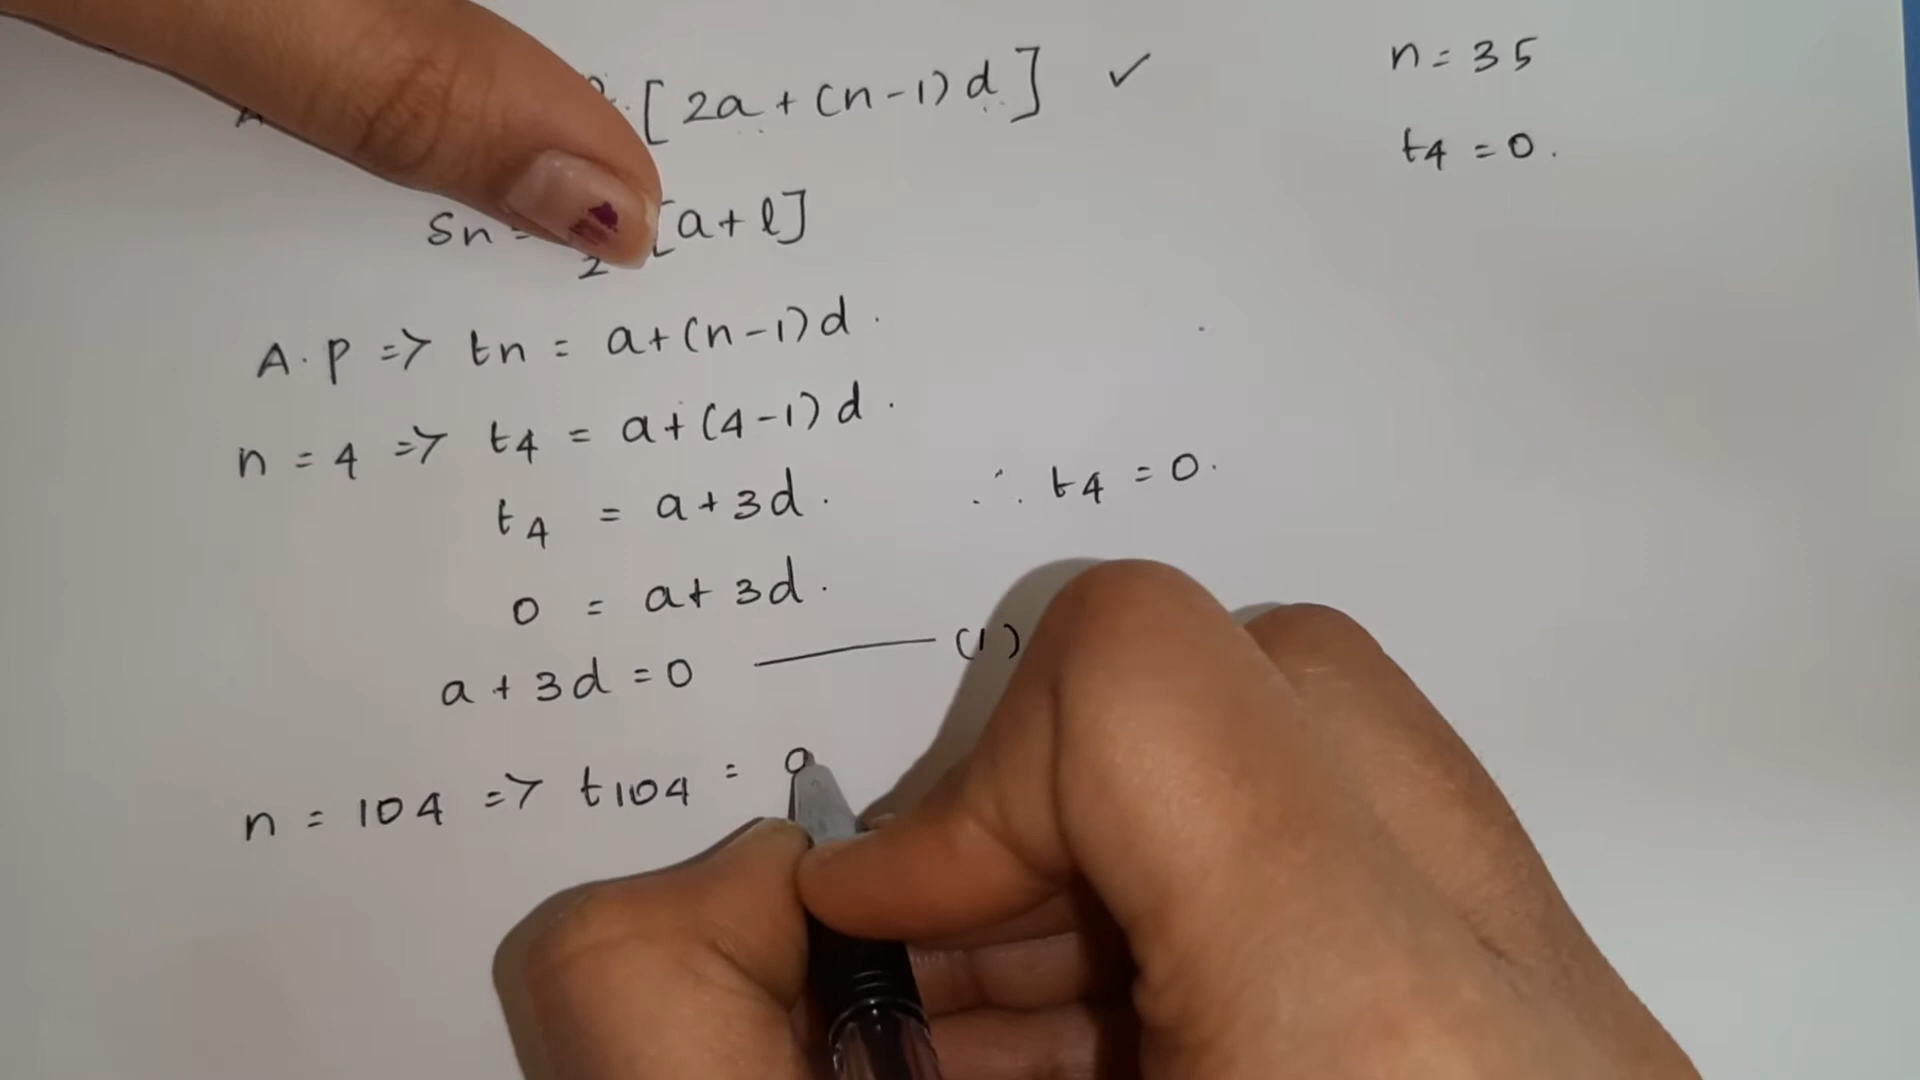 [2a + (n-1)d] ✓
n = 35
t4 = 0.
Sn = 2 [a + l]
A.p => tn = a + (n-1)d.
n = 4 => t4 = a + (4-1)d.
t4 = a + 3d. ∴ t4 = 0.
0 = a + 3d.
a + 3d = 0 ——— (1)
n = 104 => t104 =